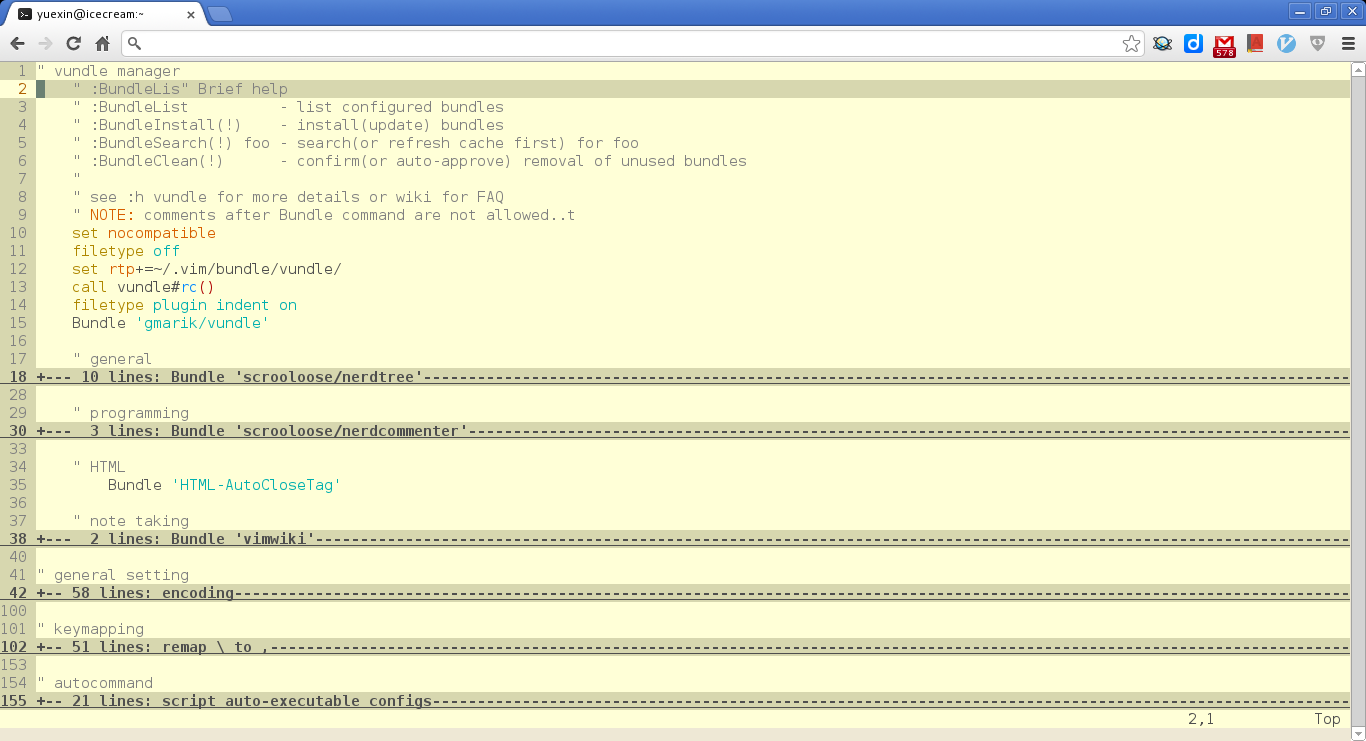 yuexin@icecream:~
578
1 " vundle manager
2     " :BundleLis" Brief help
3     " :BundleList          - list configured bundles
4     " :BundleInstall(!)    - install(update) bundles
5     " :BundleSearch(!) foo - search(or refresh cache first) for foo
6     " :BundleClean(!)      - confirm(or auto-approve) removal of unused bundles
7     "
8     " see :h vundle for more details or wiki for FAQ
9     " NOTE: comments after Bundle command are not allowed..t
10     set nocompatible
11     filetype off
12     set rtp+=~/.vim/bundle/vundle/
13     call vundle#rc()
14     filetype plugin indent on
15     Bundle 'gmarik/vundle'
16
17     " general
18 +--- 10 lines: Bundle 'scrooloose/nerdtree'-------------------------------------------------------------------------------------------------------
28
29     " programming
30 +---  3 lines: Bundle 'scrooloose/nerdcommenter'--------------------------------------------------------------------------------------------------
33
34     " HTML
35         Bundle 'HTML-AutoCloseTag'
36
37     " note taking
38 +---  2 lines: Bundle 'vimwiki'-------------------------------------------------------------------------------------------------------------------
40
41 " general setting
42 +-- 58 lines: encoding----------------------------------------------------------------------------------------------------------------------------
100
101 " keymapping
102 +-- 51 lines: remap \ to ,------------------------------------------------------------------------------------------------------------------------
153
154 " autocommand
155 +-- 21 lines: script auto-executable configs------------------------------------------------------------------------------------------------------
2,1 Top